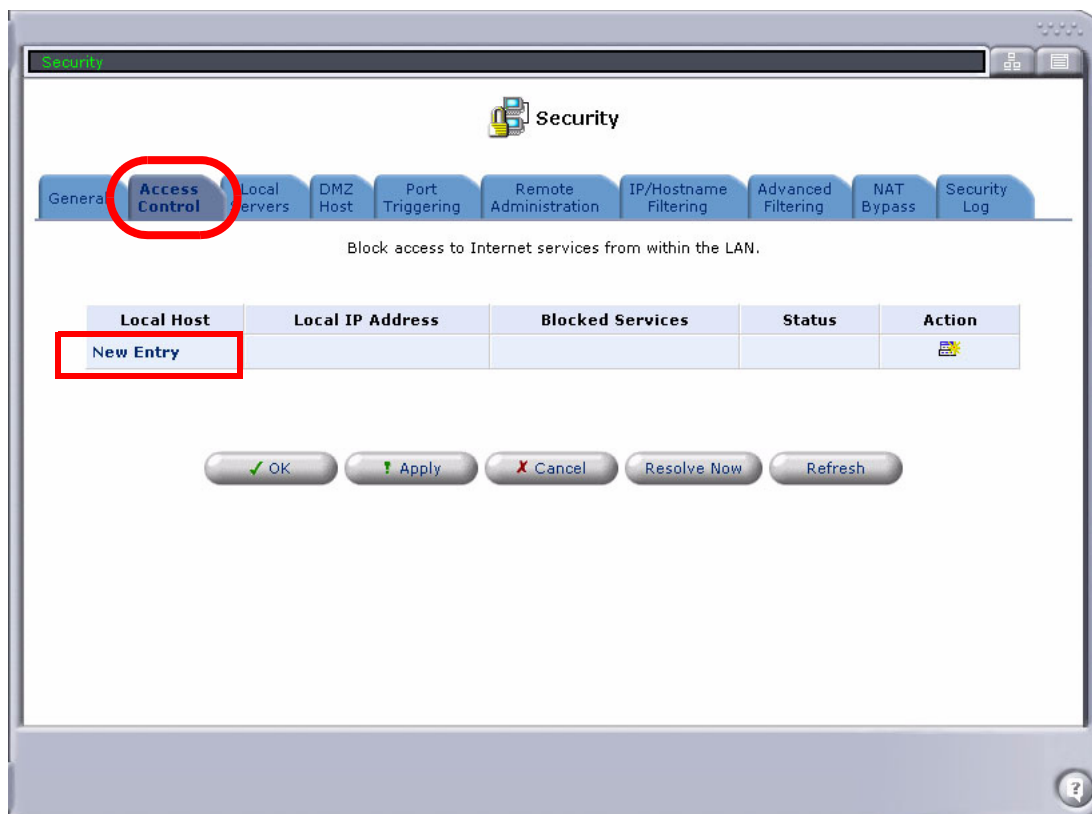 Security
Security
General
Access Control
Local Servers
DMZ Host
Port Triggering
Remote Administration
IP/Hostname Filtering
Advanced Filtering
NAT Bypass
Security Log
Block access to Internet services from within the LAN.
Local Host Local IP Address Blocked Services Status Action
New Entry
OK Apply Cancel Resolve Now Refresh
?